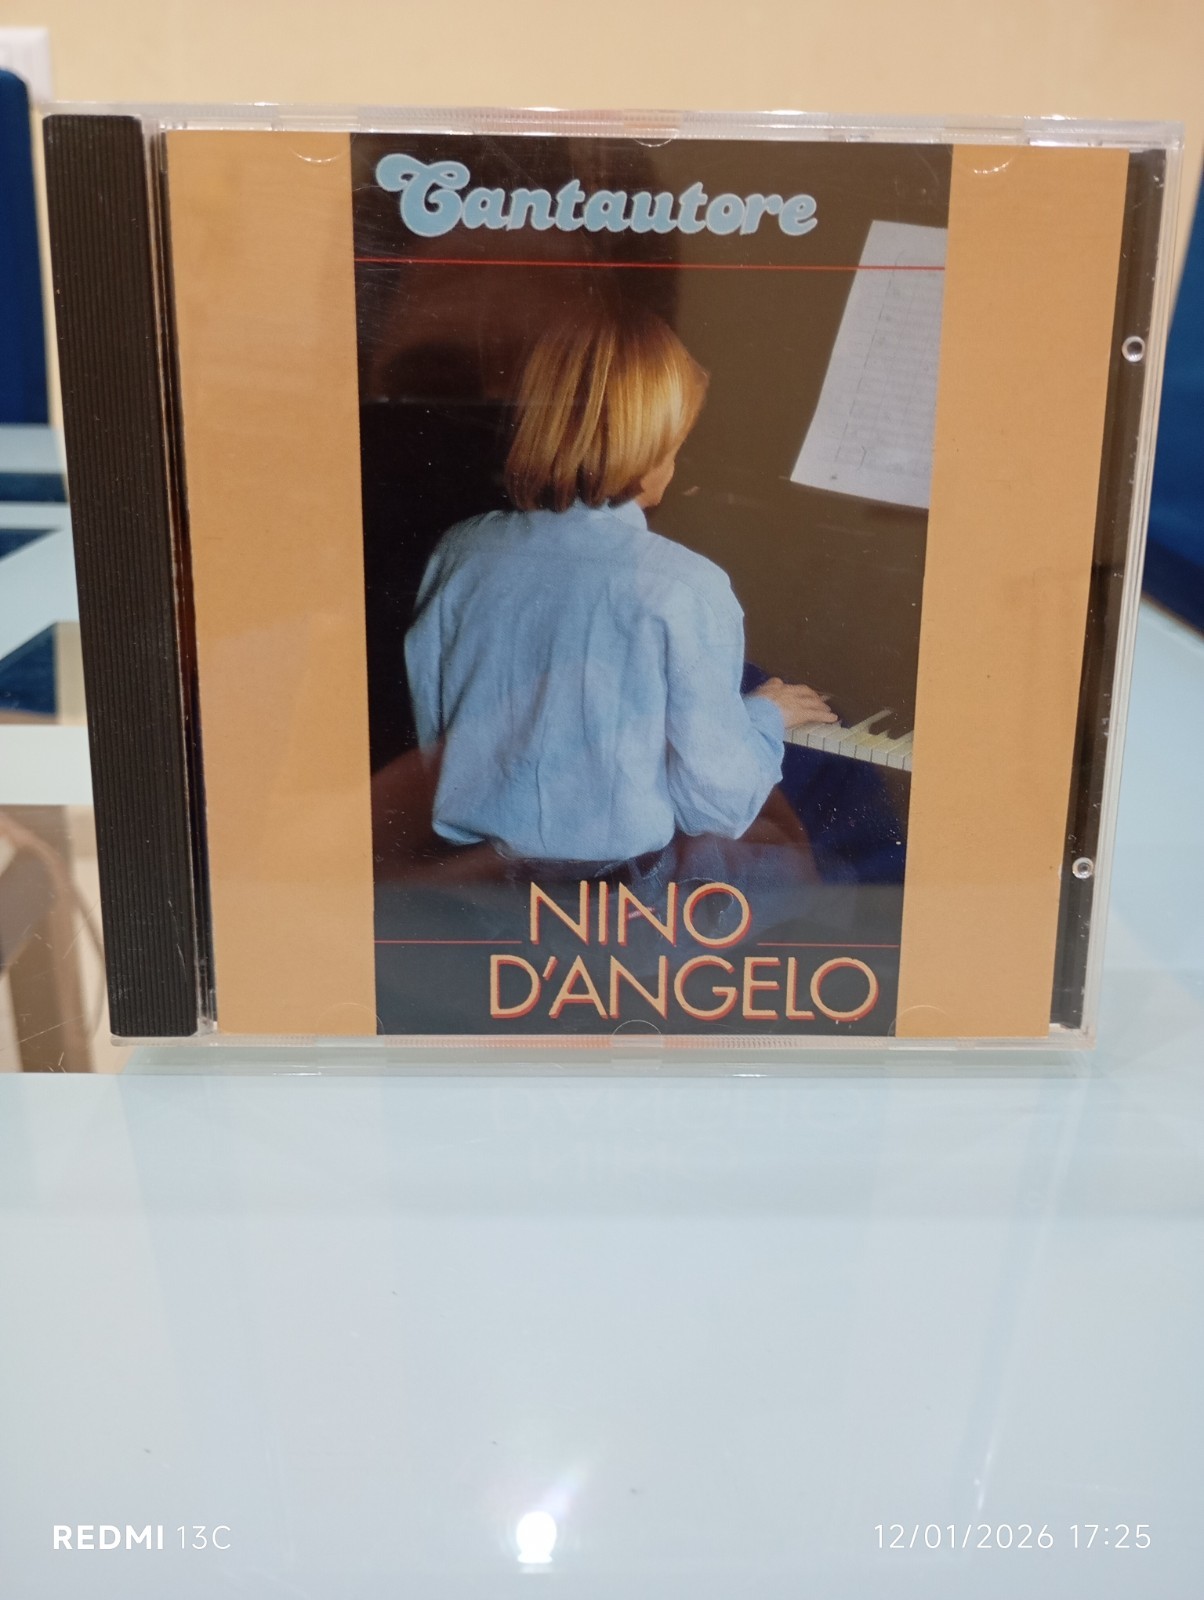 Cantautore
NINO
D'ANGELO
REDMI 13C
12/01/2026 17:25